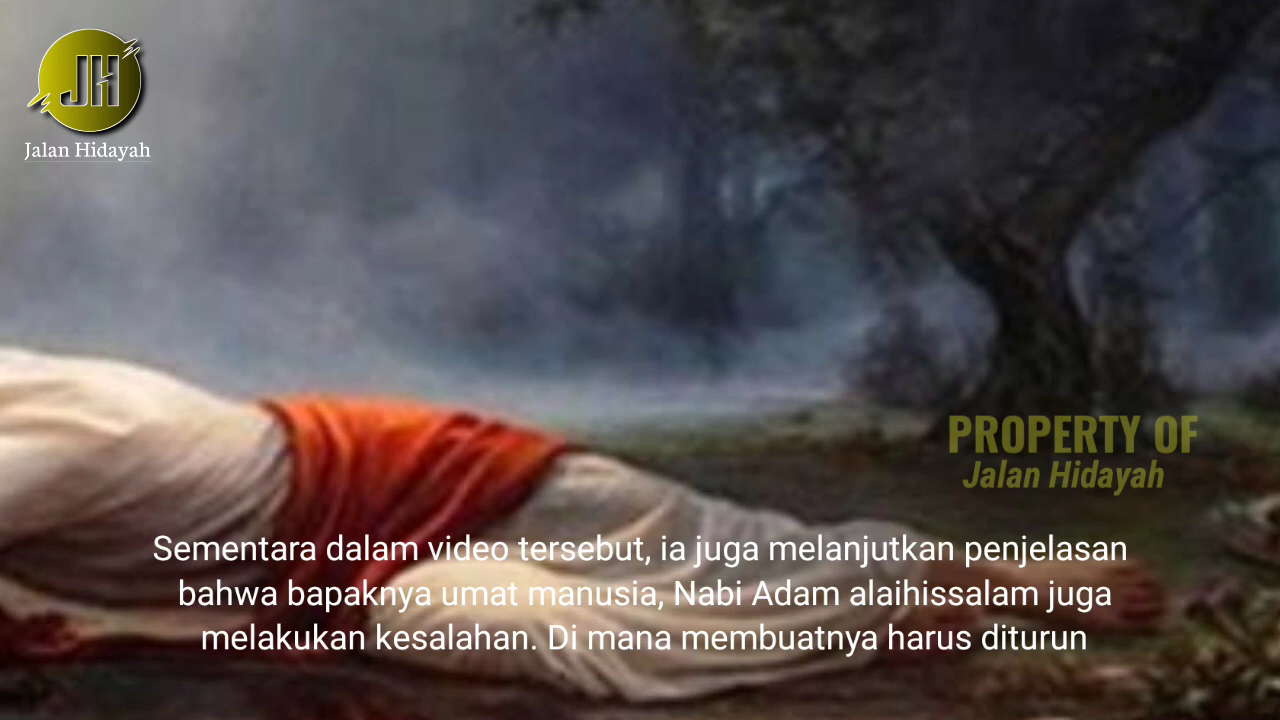 JH
Jalan Hidayah
PROPERTY OF
Jalan Hidayah
Sementara dalam video tersebut, ia juga melanjutkan penjelasan
bahwa bapaknya umat manusia, Nabi Adam alaihissalam juga
melakukan kesalahan. Di mana membuatnya harus diturun